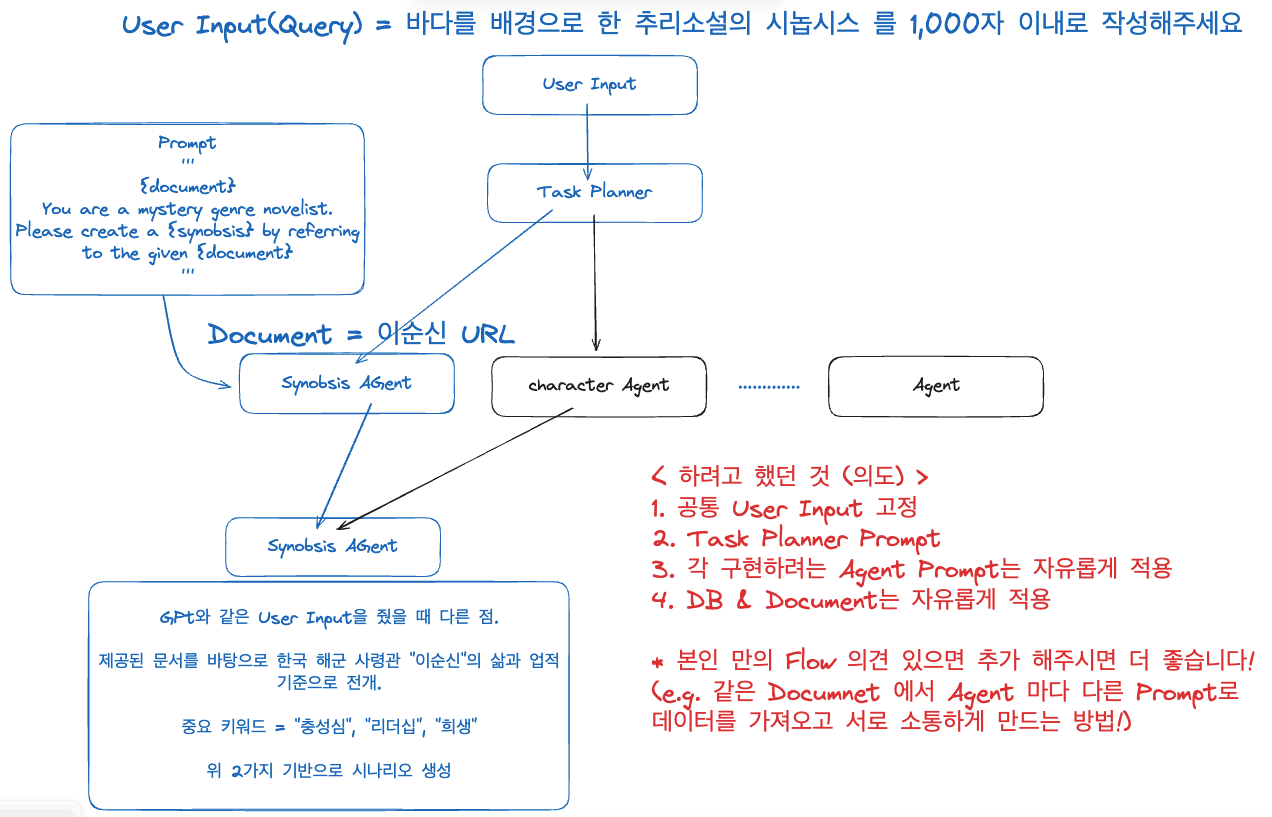 User Input(Query) = 바다를 배경으로 한 추리소설의 시놉시스 를 1,000자 이내로 작성해주세요
User Input
Prompt
'''
{document}
You are a mystery genre novelist.
Please create a {synobsis} by referring
to the given {document}
'''
Task Planner
Document = 이순신 URL
Synobsis AGent
character Agent
.............
Agent
Synobsis AGent
GPt와 같은 User Input을 줬을 때 다른 점.
제공된 문서를 바탕으로 한국 해군 사령관 "이순신"의 삶과 업적
기준으로 전개.
중요 키워드 = "충성심", "리더십", "희생"
위 2가지 기반으로 시나리오 생성
< 하려고 했던 것 (의도) >
1. 공통 User Input 고정
2. Task Planner Prompt
3. 각 구현하려는 Agent Prompt는 자유롭게 적용
4. DB & Document는 자유롭게 적용
* 본인 만의 Flow 의견 있으면 추가 해주시면 더 좋습니다!
(e.g. 같은 Documnet 에서 Agent 마다 다른 Prompt로
데이터를 가져오고 서로 소통하게 만드는 방법!)